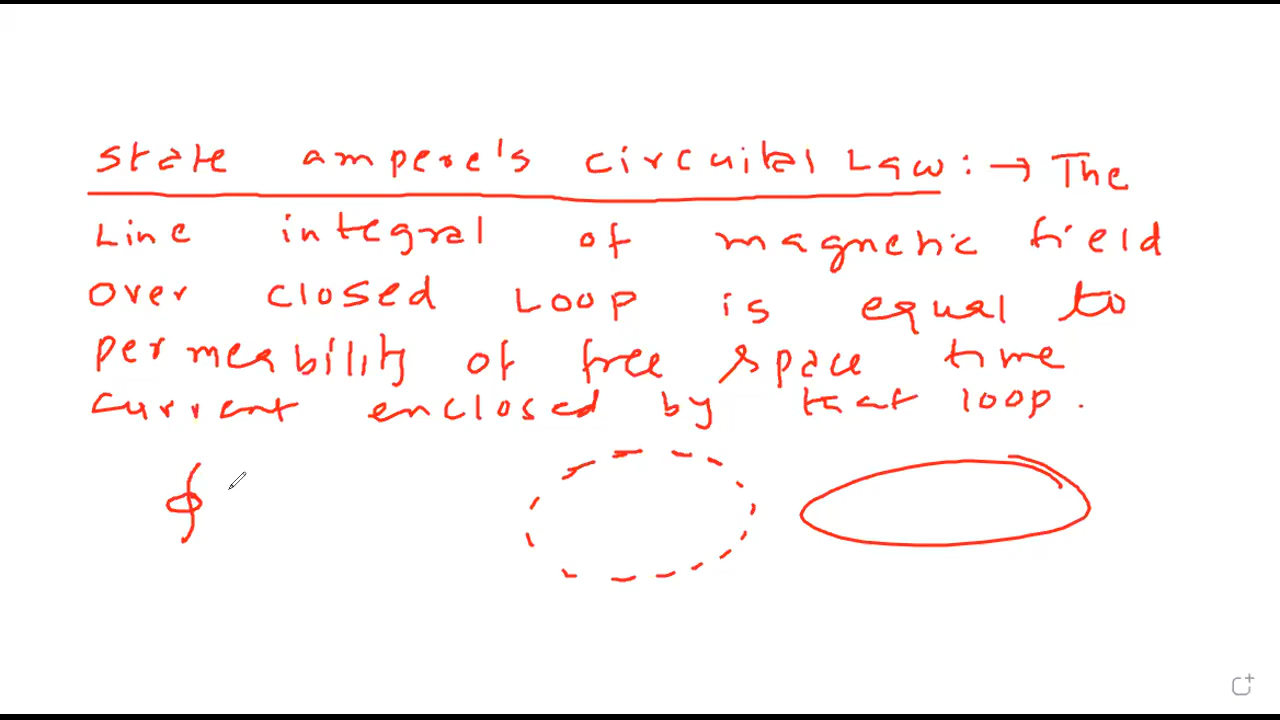 State ampere's circuital Law :→ The
Line integral of magnetic field
over closed Loop is equal to
permeability of free space time
current enclosed by that loop.
∮